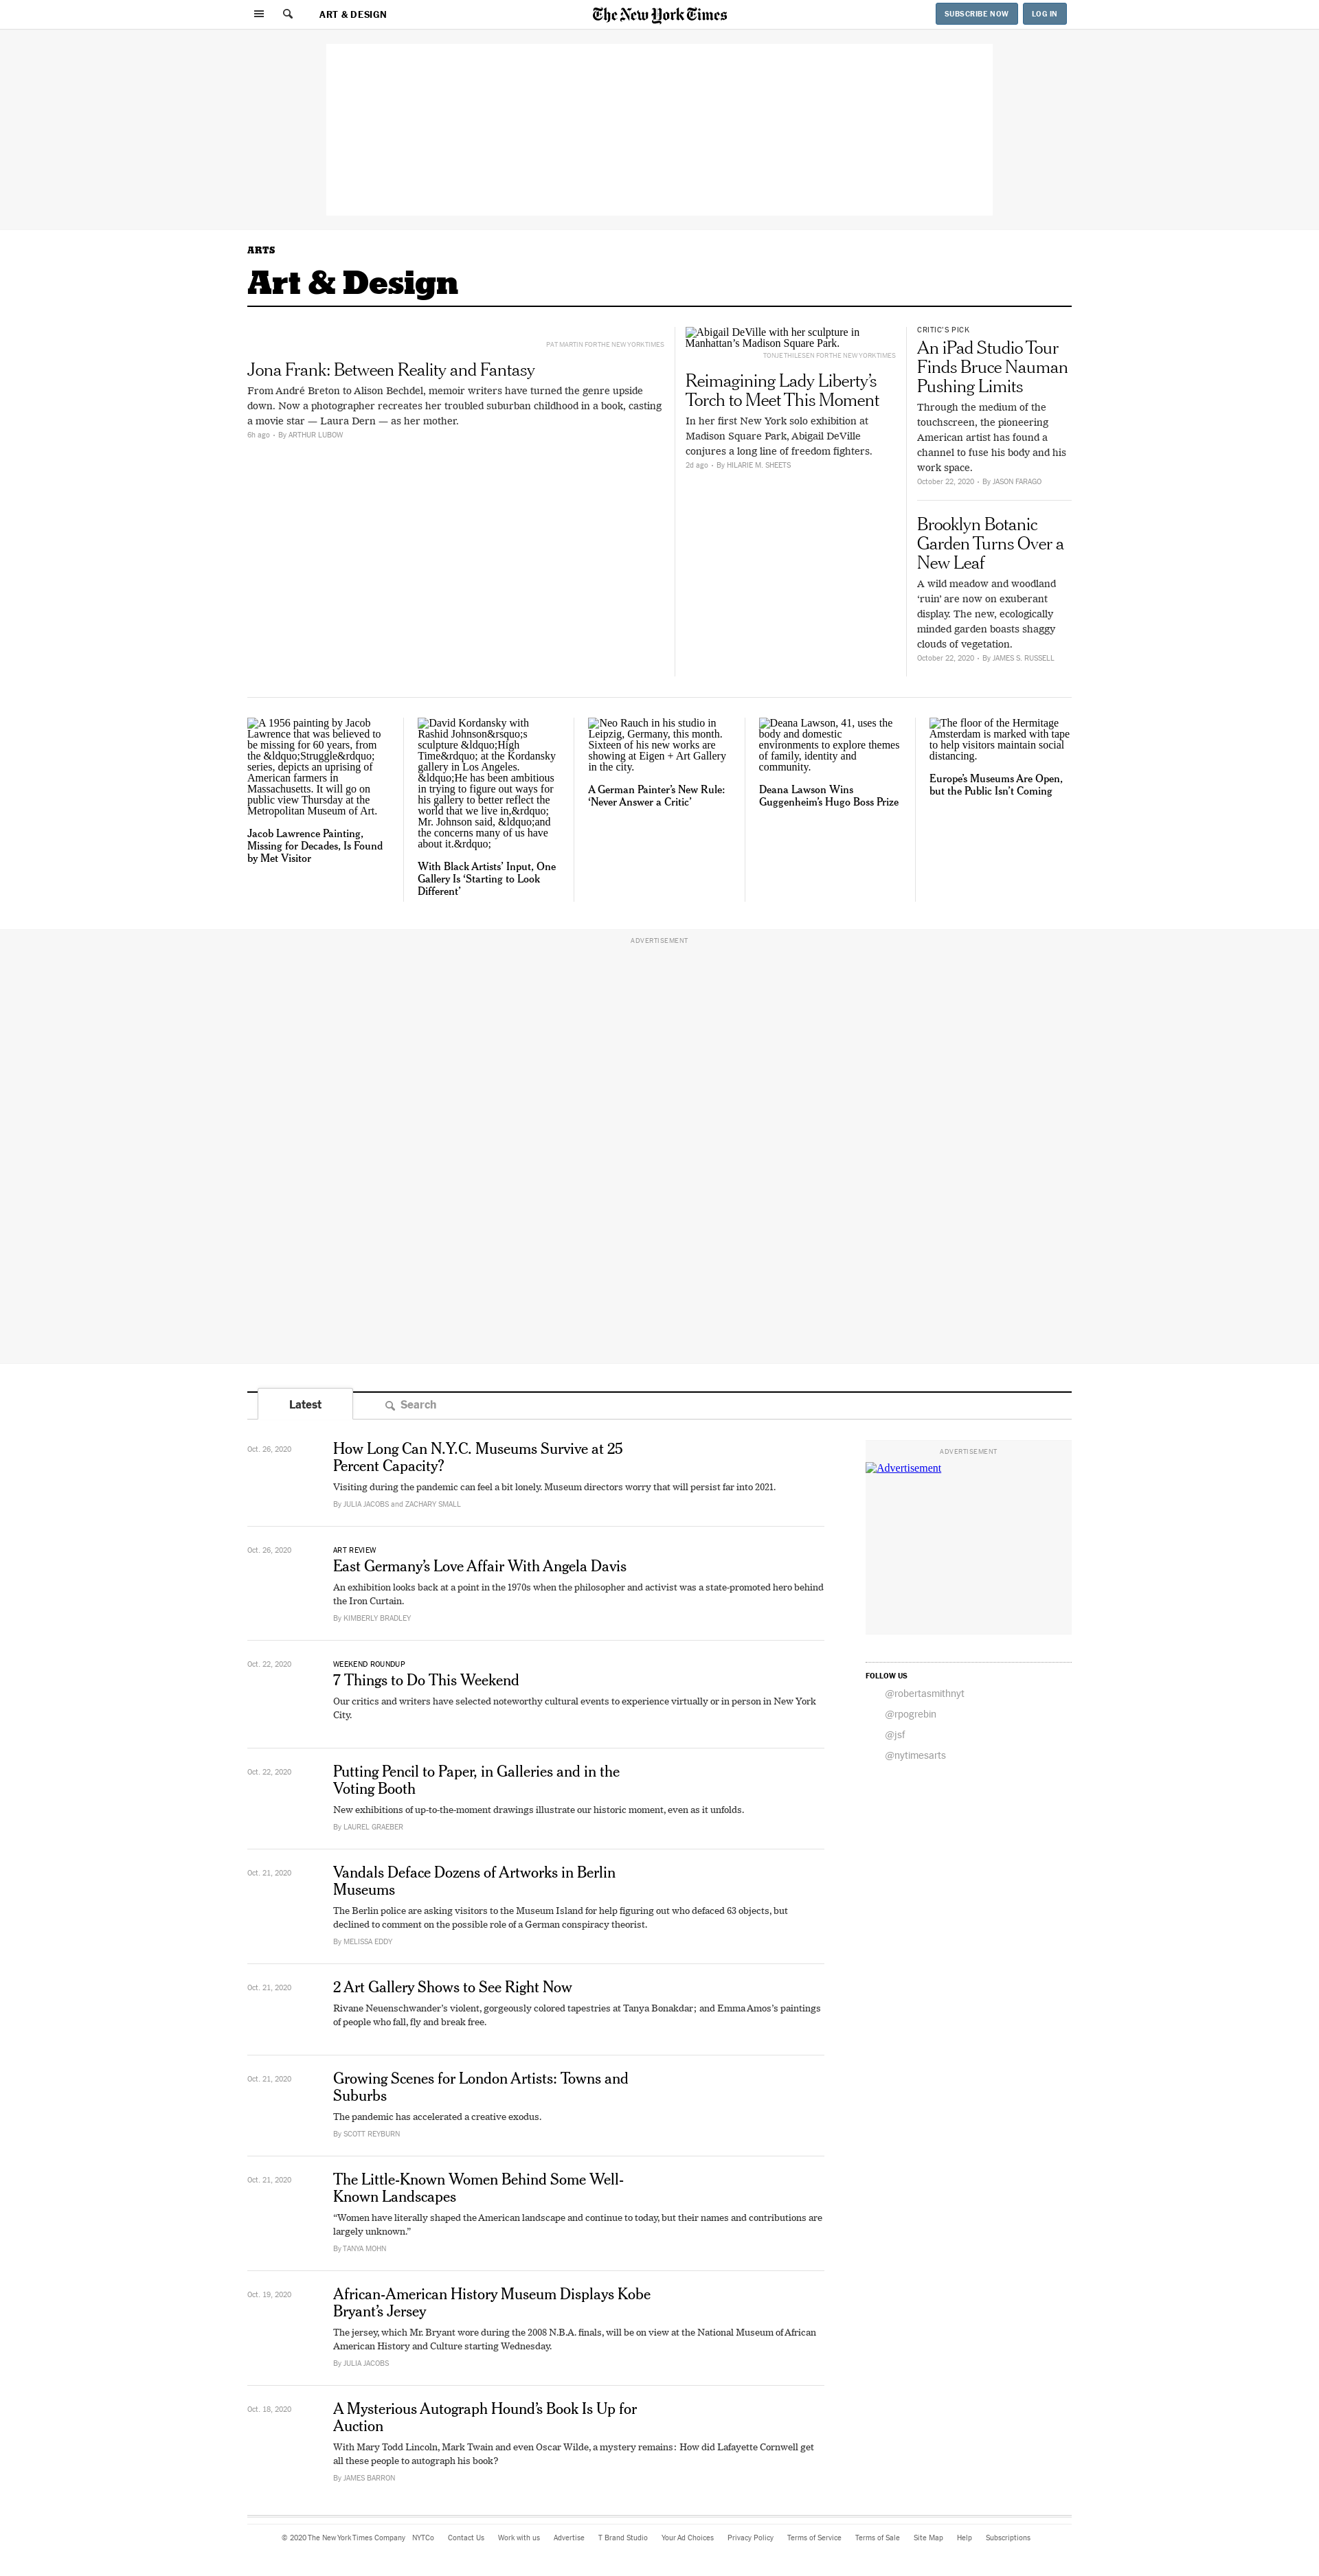 ART & DESIGN
The New York Times
SUBSCRIBE NOW
LOG IN
ARTS
Art & Design
PAT MARTIN FOR THE NEW YORK TIMES
Jona Frank: Between Reality and Fantasy
From André Breton to Alison Bechdel, memoir writers have turned the genre upside
down. Now a photographer recreates her troubled suburban childhood in a book, casting
a movie star — Laura Dern — as her mother.
6h ago • By ARTHUR LUBOW
Abigail DeVille with her sculpture in
Manhattan’s Madison Square Park.
TONJE THILESEN FOR THE NEW YORK TIMES
Reimagining Lady Liberty’s
Torch to Meet This Moment
In her first New York solo exhibition at
Madison Square Park, Abigail DeVille
conjures a long line of freedom fighters.
2d ago • By HILARIE M. SHEETS
CRITIC’S PICK
An iPad Studio Tour
Finds Bruce Nauman
Pushing Limits
Through the medium of the
touchscreen, the pioneering
American artist has found a
channel to fuse his body and his
work space.
October 22, 2020 • By JASON FARAGO
Brooklyn Botanic
Garden Turns Over a
New Leaf
A wild meadow and woodland
‘ruin’ are now on exuberant
display. The new, ecologically
minded garden boasts shaggy
clouds of vegetation.
October 22, 2020 • By JAMES S. RUSSELL
A 1956 painting by Jacob
Lawrence that was believed to
be missing for 60 years, from
the &ldquo;Struggle&rdquo;
series, depicts an uprising of
American farmers in
Massachusetts. It will go on
public view Thursday at the
Metropolitan Museum of Art.
Jacob Lawrence Painting,
Missing for Decades, Is Found
by Met Visitor
David Kordansky with
Rashid Johnson&rsquo;s
sculpture &ldquo;High
Time&rdquo; at the Kordansky
gallery in Los Angeles.
&ldquo;He has been ambitious
in trying to figure out ways for
his gallery to better reflect the
world that we live in,&rdquo;
Mr. Johnson said, &ldquo;and
the concerns many of us have
about it.&rdquo;
With Black Artists’ Input, One
Gallery Is ‘Starting to Look
Different’
Neo Rauch in his studio in
Leipzig, Germany, this month.
Sixteen of his new works are
showing at Eigen + Art Gallery
in the city.
A German Painter’s New Rule:
‘Never Answer a Critic’
Deana Lawson, 41, uses the
body and domestic
environments to explore themes
of family, identity and
community.
Deana Lawson Wins
Guggenheim’s Hugo Boss Prize
The floor of the Hermitage
Amsterdam is marked with tape
to help visitors maintain social
distancing.
Europe’s Museums Are Open,
but the Public Isn’t Coming
ADVERTISEMENT
Latest
Search
Oct. 26, 2020
How Long Can N.Y.C. Museums Survive at 25
Percent Capacity?
Visiting during the pandemic can feel a bit lonely. Museum directors worry that will persist far into 2021.
By JULIA JACOBS and ZACHARY SMALL
Oct. 26, 2020
ART REVIEW
East Germany’s Love Affair With Angela Davis
An exhibition looks back at a point in the 1970s when the philosopher and activist was a state-promoted hero behind
the Iron Curtain.
By KIMBERLY BRADLEY
Oct. 22, 2020
WEEKEND ROUNDUP
7 Things to Do This Weekend
Our critics and writers have selected noteworthy cultural events to experience virtually or in person in New York
City.
Oct. 22, 2020
Putting Pencil to Paper, in Galleries and in the
Voting Booth
New exhibitions of up-to-the-moment drawings illustrate our historic moment, even as it unfolds.
By LAUREL GRAEBER
Oct. 21, 2020
Vandals Deface Dozens of Artworks in Berlin
Museums
The Berlin police are asking visitors to the Museum Island for help figuring out who defaced 63 objects, but
declined to comment on the possible role of a German conspiracy theorist.
By MELISSA EDDY
Oct. 21, 2020
2 Art Gallery Shows to See Right Now
Rivane Neuenschwander’s violent, gorgeously colored tapestries at Tanya Bonakdar; and Emma Amos’s paintings
of people who fall, fly and break free.
Oct. 21, 2020
Growing Scenes for London Artists: Towns and
Suburbs
The pandemic has accelerated a creative exodus.
By SCOTT REYBURN
Oct. 21, 2020
The Little-Known Women Behind Some Well-
Known Landscapes
“Women have literally shaped the American landscape and continue to today, but their names and contributions are
largely unknown.”
By TANYA MOHN
Oct. 19, 2020
African-American History Museum Displays Kobe
Bryant’s Jersey
The jersey, which Mr. Bryant wore during the 2008 N.B.A. finals, will be on view at the National Museum of African
American History and Culture starting Wednesday.
By JULIA JACOBS
Oct. 18, 2020
A Mysterious Autograph Hound’s Book Is Up for
Auction
With Mary Todd Lincoln, Mark Twain and even Oscar Wilde, a mystery remains: How did Lafayette Cornwell get
all these people to autograph his book?
By JAMES BARRON
ADVERTISEMENT
Advertisement
FOLLOW US
@robertasmithnyt
@rpogrebin
@jsf
@nytimesarts
© 2020 The New York Times Company NYTCo Contact Us Work with us Advertise T Brand Studio Your Ad Choices Privacy Policy Terms of Service Terms of Sale Site Map Help Subscriptions